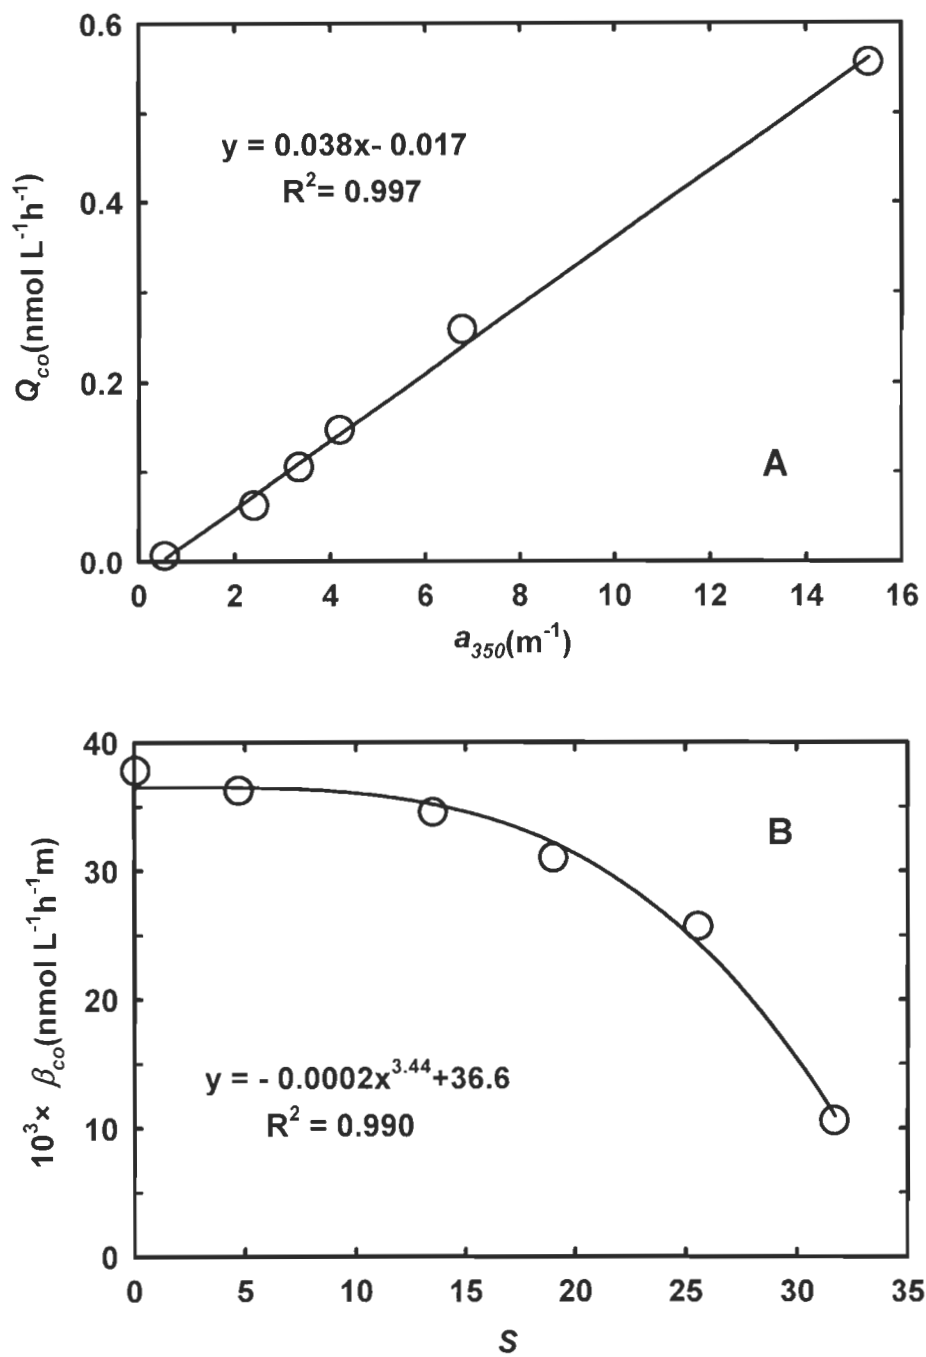 0.6
y = 0.038x- 0.017
R²= 0.997
0.4
Q_co(nmol L⁻¹h⁻¹)
0.2
A
0.0
0 2 4 6 8 10 12 14 16
a₃₅₀(m⁻¹)
40
B
30
10³× β_co(nmol L⁻¹h⁻¹m)
20
y = - 0.0002x³·⁴⁴+36.6
R² = 0.990
10
0
0 5 10 15 20 25 30 35
S